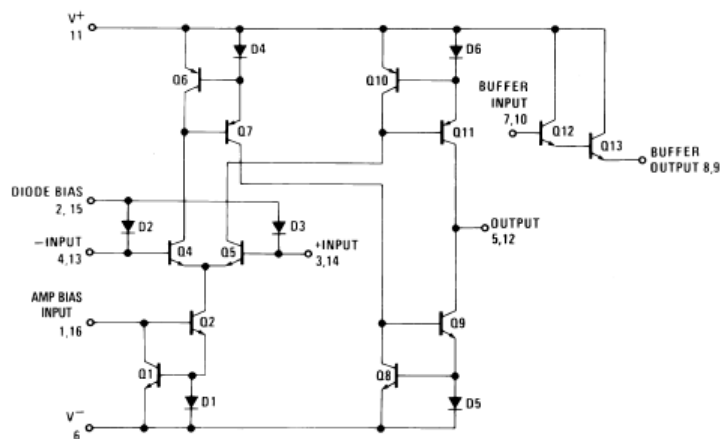 V+
11
D4
D6
Q6
Q10
BUFFER
INPUT
7,10
Q7
Q11
Q12
Q13
BUFFER
OUTPUT 8,9
DIODE BIAS
2, 15
D2
D3
−INPUT
4,13
Q4
Q5
+INPUT
3,14
OUTPUT
5,12
AMP BIAS
INPUT
1,16
Q2
Q9
Q1
Q8
D1
D5
V−
6